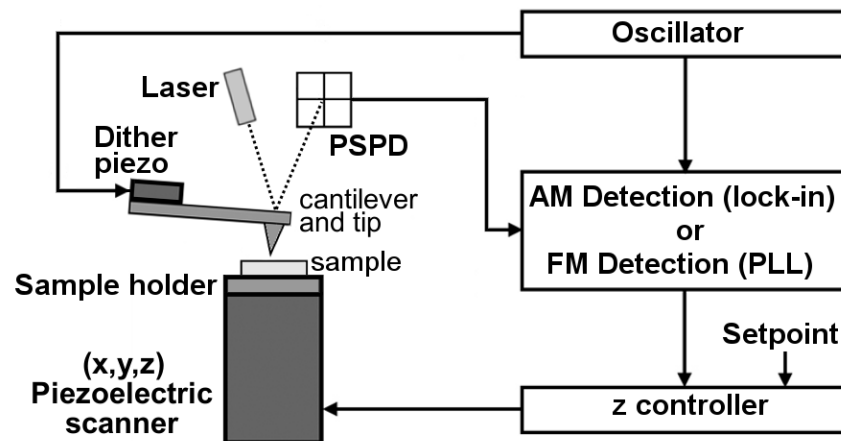 Oscillator
Laser
PSPD
Dither
piezo
cantilever
and tip
AM Detection (lock-in)
or
FM Detection (PLL)
sample
Sample holder
Setpoint
(x,y,z)
Piezoelectric
scanner
z controller